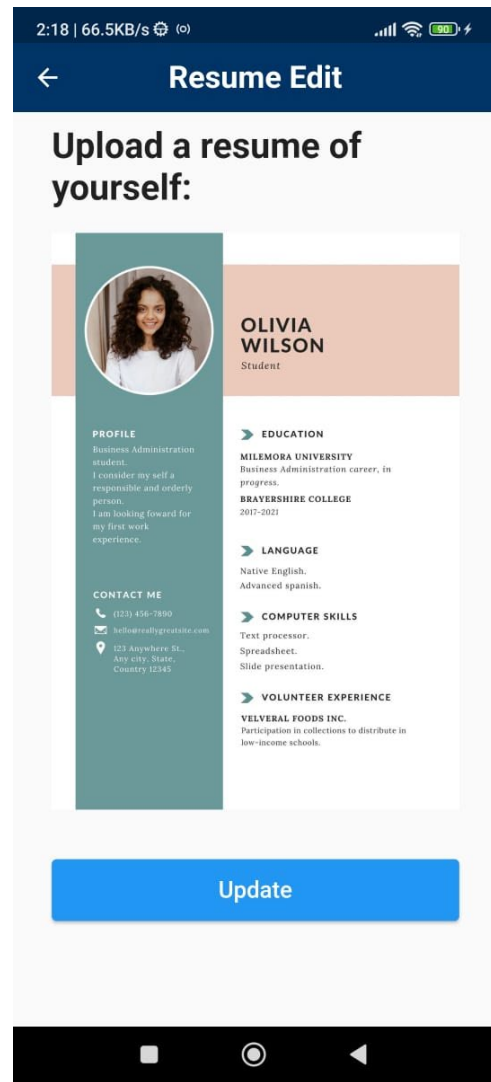 2:18 | 66.5KB/s
90
Resume Edit
Upload a resume of
yourself:
OLIVIA
WILSON
Student
PROFILE
Business Administration
student.
I consider my self a
responsible and orderly
person.
I am looking foward for
my first work
experience.
CONTACT ME
(123) 456-7890
hello@reallygreatsite.com
123 Anywhere St.,
Any city, State,
Country 12345
EDUCATION
MILEMORA UNIVERSITY
Business Administration career, in
progress.
BRAYERSHIRE COLLEGE
2017-2021
LANGUAGE
Native English.
Advanced spanish.
COMPUTER SKILLS
Text processor.
Spreadsheet.
Slide presentation.
VOLUNTEER EXPERIENCE
VELVERAL FOODS INC.
Participation in collections to distribute in
low-income schools.
Update